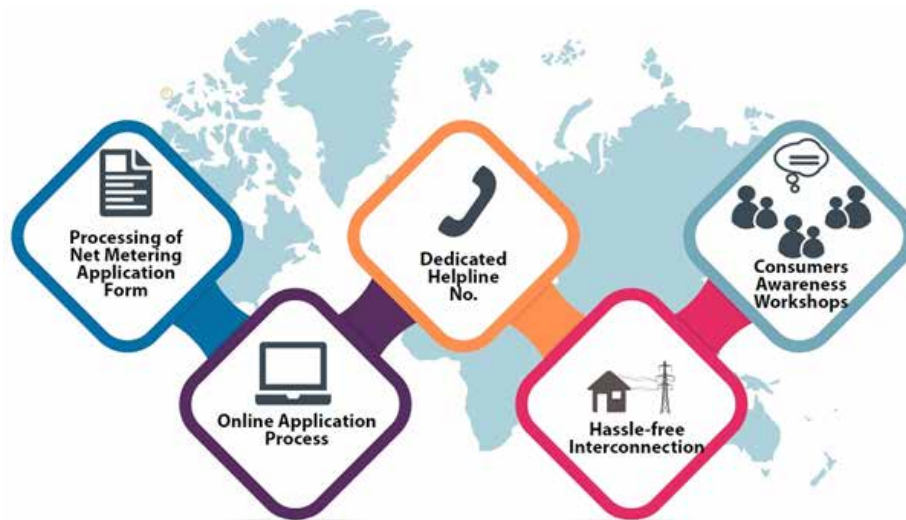 Processing of
Net Metering
Application
Form
Online Application
Process
Dedicated
Helpline
No.
Hassle-free
Interconnection
Consumers
Awareness
Workshops